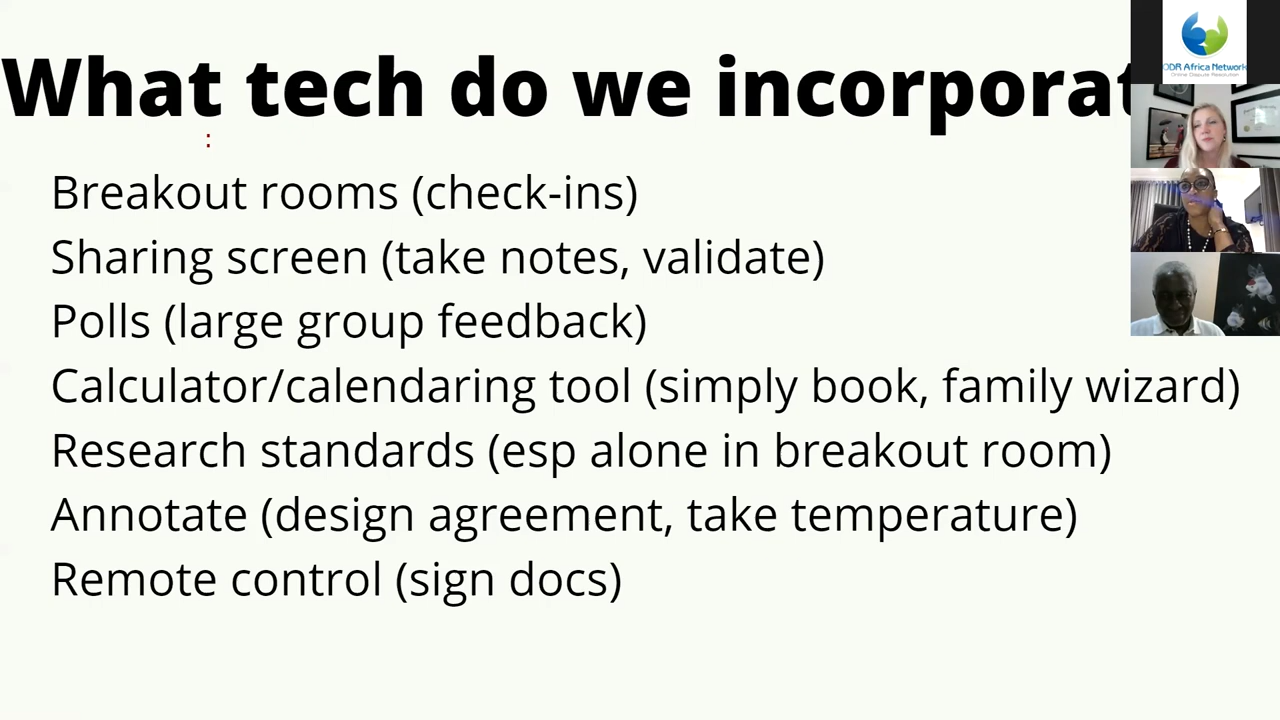 What tech do we incorporat
:
Breakout rooms (check-ins)
Sharing screen (take notes, validate)
Polls (large group feedback)
Calculator/calendaring tool (simply book, family wizard)
Research standards (esp alone in breakout room)
Annotate (design agreement, take temperature)
Remote control (sign docs)
ODR Africa Network
Online Dispute Resolution